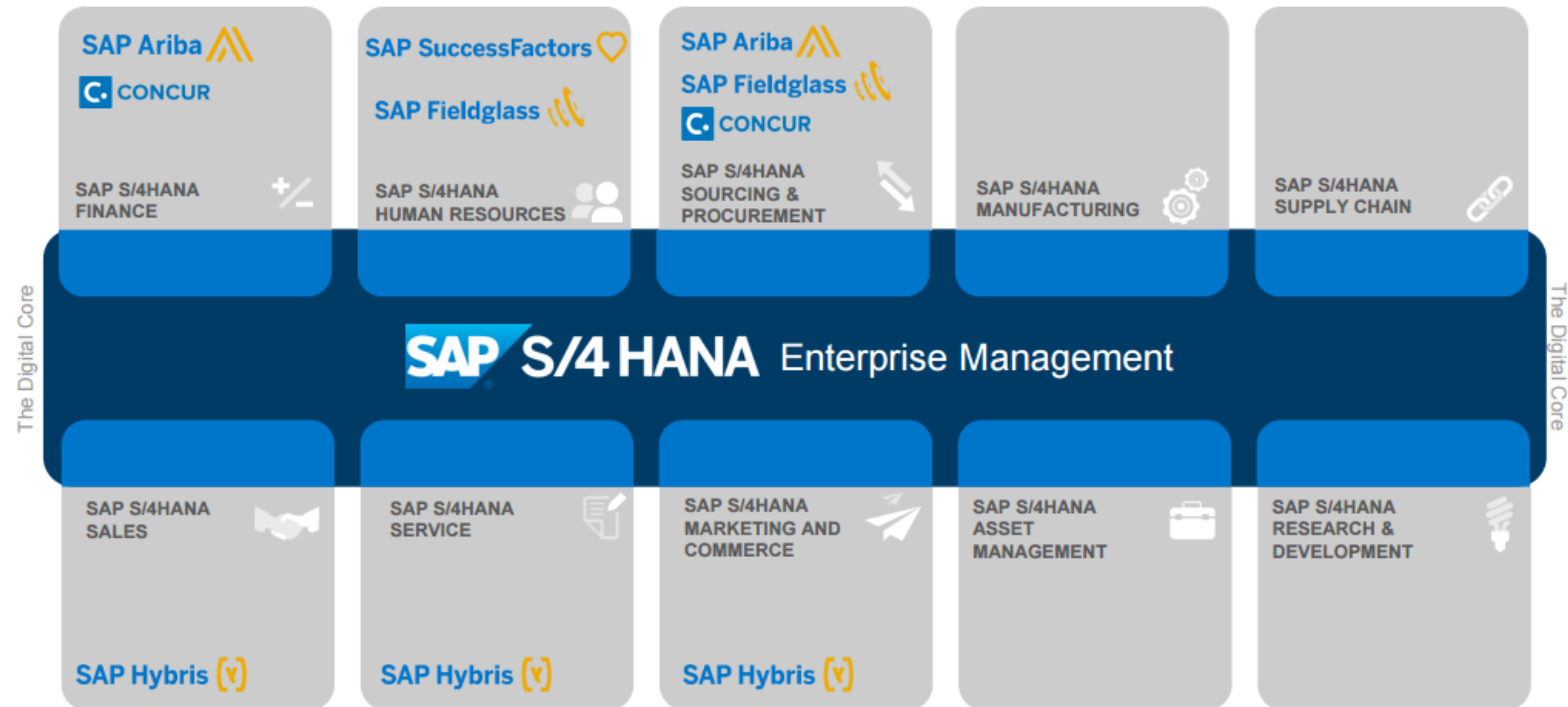 SAP Ariba
C. CONCUR
SAP S/4HANA
FINANCE
SAP SuccessFactors
SAP Fieldglass
SAP S/4HANA
HUMAN RESOURCES
SAP Ariba
SAP Fieldglass
C. CONCUR
SAP S/4HANA
SOURCING &
PROCUREMENT
SAP S/4HANA
MANUFACTURING
SAP S/4HANA
SUPPLY CHAIN
The Digital Core
SAP S/4 HANA Enterprise Management
The Digital Core
SAP S/4HANA
SALES
SAP Hybris
SAP S/4HANA
SERVICE
SAP Hybris
SAP S/4HANA
MARKETING AND
COMMERCE
SAP Hybris
SAP S/4HANA
ASSET
MANAGEMENT
SAP S/4HANA
RESEARCH &
DEVELOPMENT